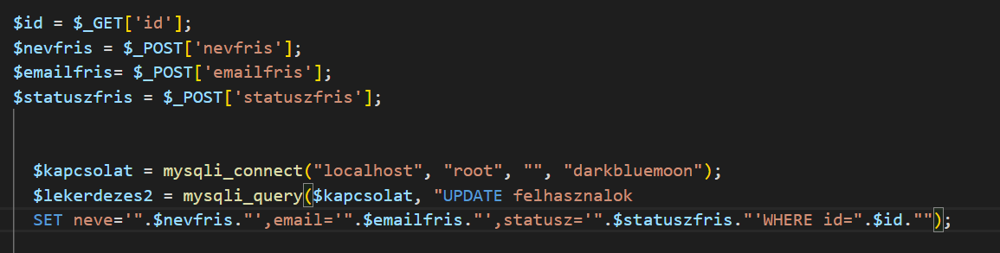 $id = $_GET['id'];
$nevfris = $_POST['nevfris'];
$emailfris= $_POST['emailfris'];
$statuszfris = $_POST['statuszfris'];
$kapcsolat = mysqli_connect("localhost", "root", "", "darkbluemoon");
$lekerdezes2 = mysqli_query($kapcsolat, "UPDATE felhasznalok
SET neve='".$nevfris."',email='".$emailfris."',statusz='".$statuszfris."'WHERE id=".$id."");